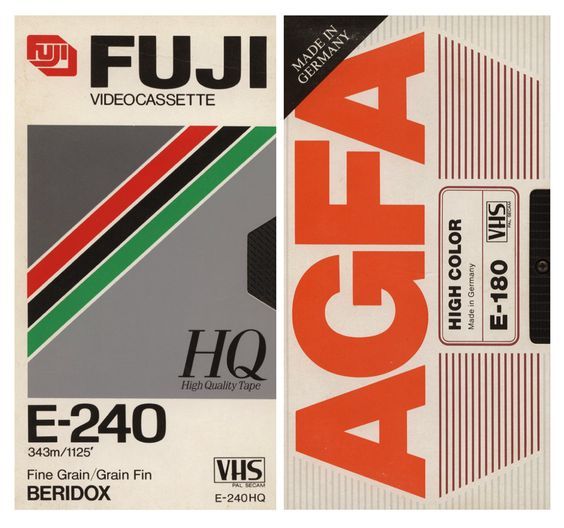 FUJI
FUJI
VIDEOCASSETTE
HQ
High Quality Tape
E-240
343m/1125'
Fine Grain/Grain Fin
BERIDOX
VHS
PAL SECAM
E-240HQ
MADE IN
GERMANY
AGFA
HIGH COLOR
Made in Germany
E-180
VHS
PAL SECAM